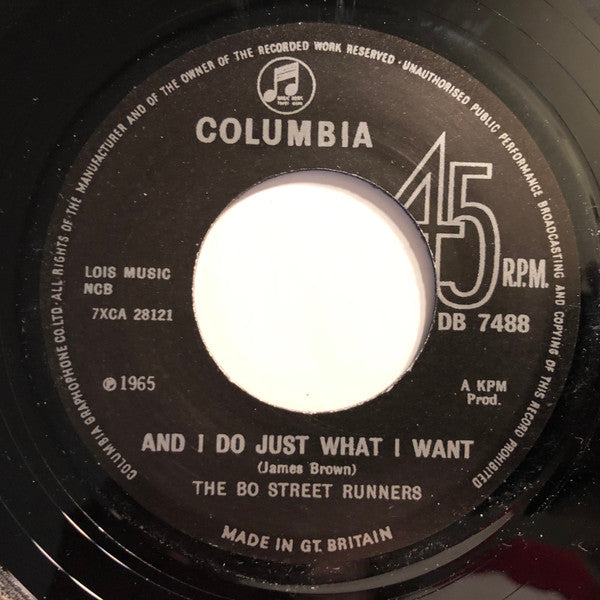 COLUMBIA GRAPHOPHONE CO.LTD·ALL RIGHTS OF THE MANUFACTURER AND OF THE OWNER OF THE RECORDED WORK RESERVED·UNAUTHORISED PUBLIC PERFORMANCE BROADCASTING AND COPYING OF THIS RECORD PROHIBITED
COLUMBIA
45
R.P.M.
LOIS MUSIC
NCB
7XCA 28121
DB 7488
℗1965
A KPM
Prod.
AND I DO JUST WHAT I WANT
(James Brown)
THE BO STREET RUNNERS
MADE IN GT. BRITAIN